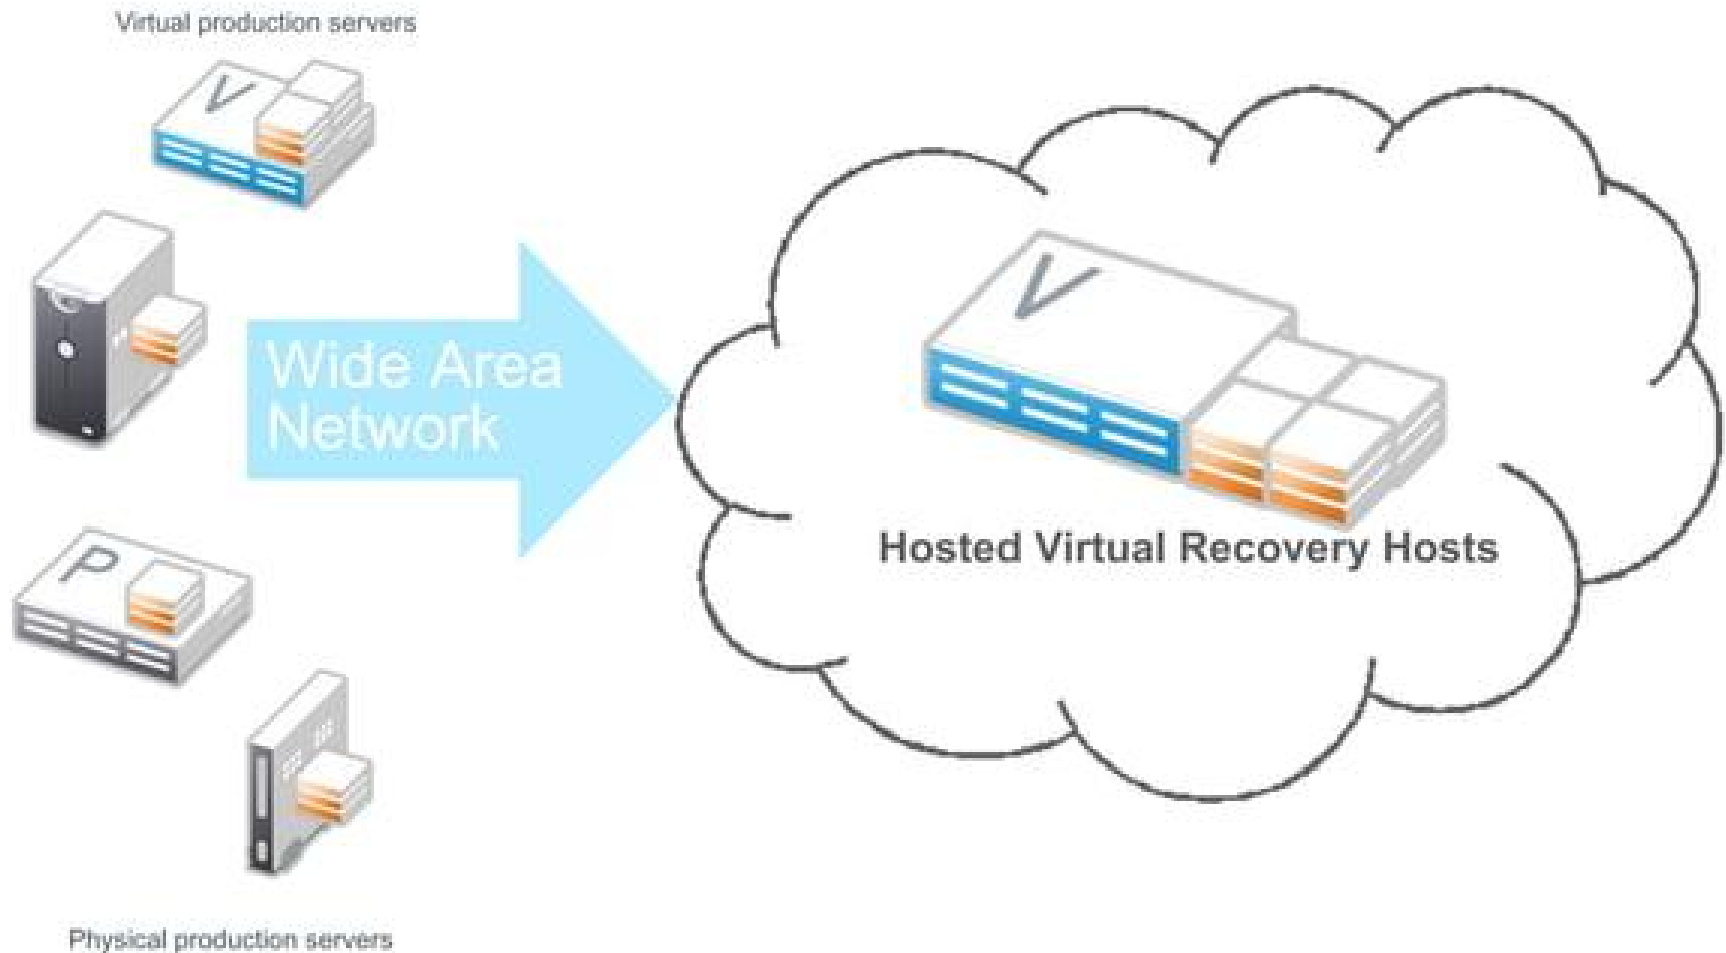 Virtual production servers
V
Wide Area
Network
V
Hosted Virtual Recovery Hosts
P
Physical production servers